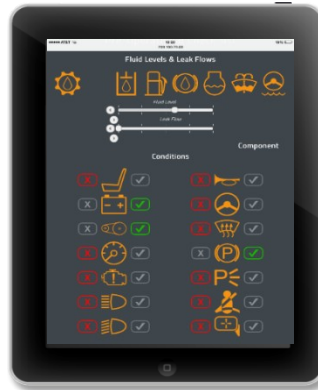 Fluid Levels & Leak Flows
Fluid Level
Leak Flow
Component
Conditions